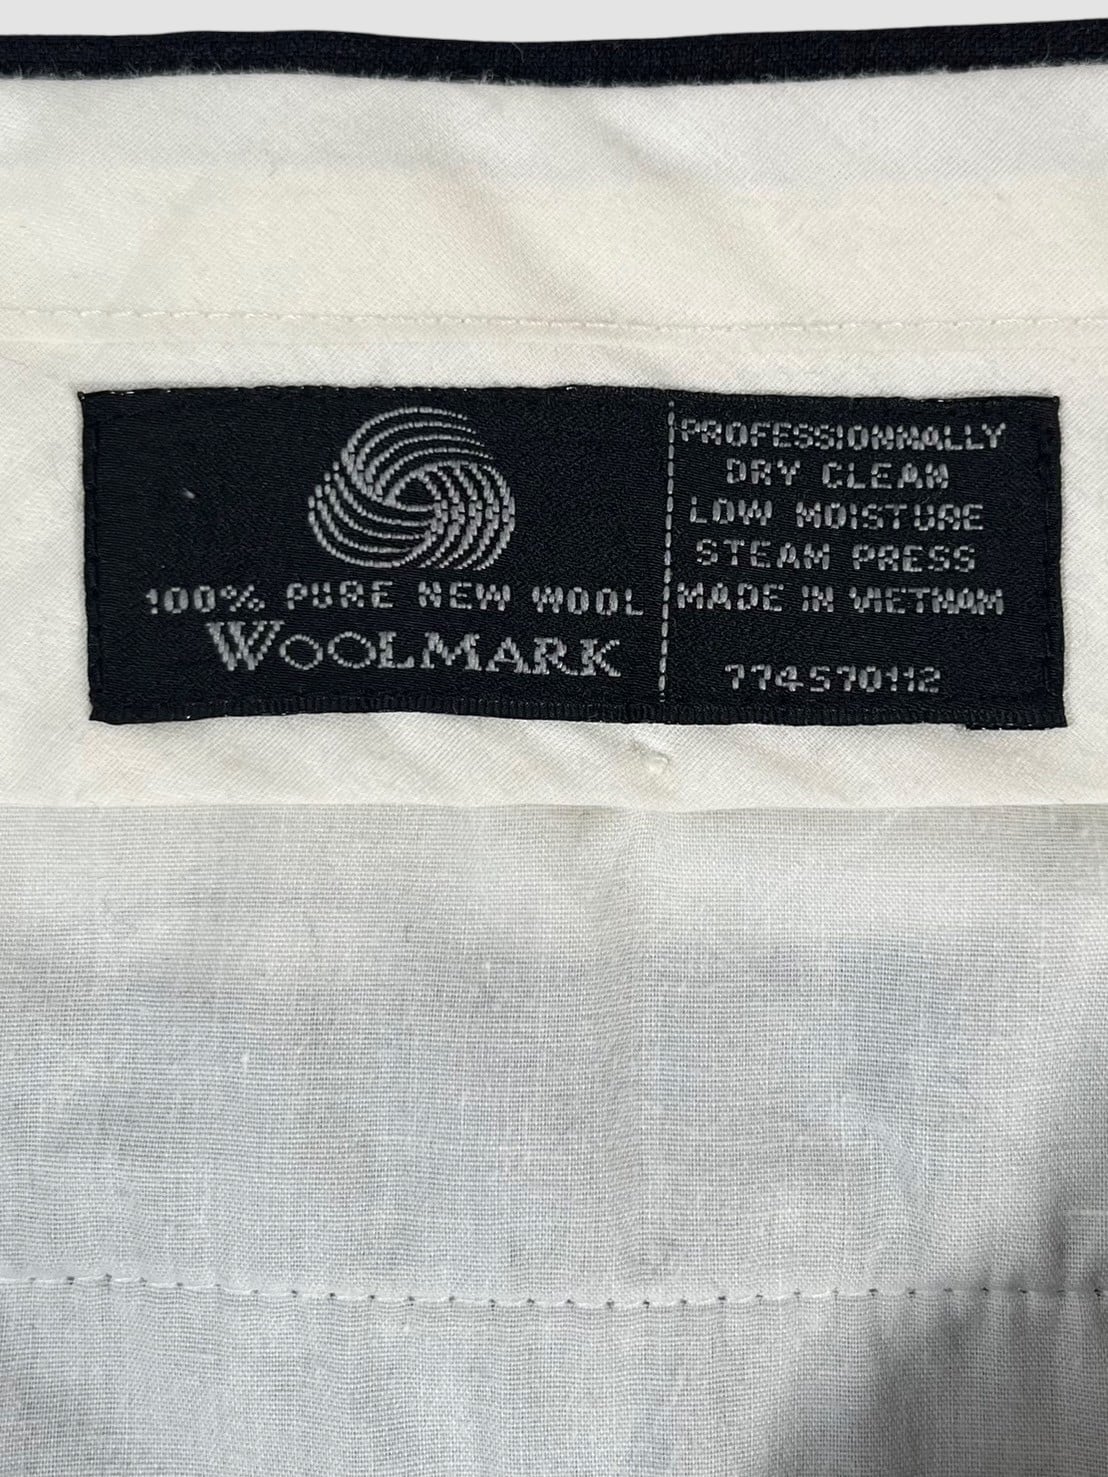 100% PURE NEW WOOL
WOOLMARK
PROFESSIONNALLY
DRY CLEAN
LOW MOISTURE
STEAM PRESS
MADE IN VIETNAM
774570112